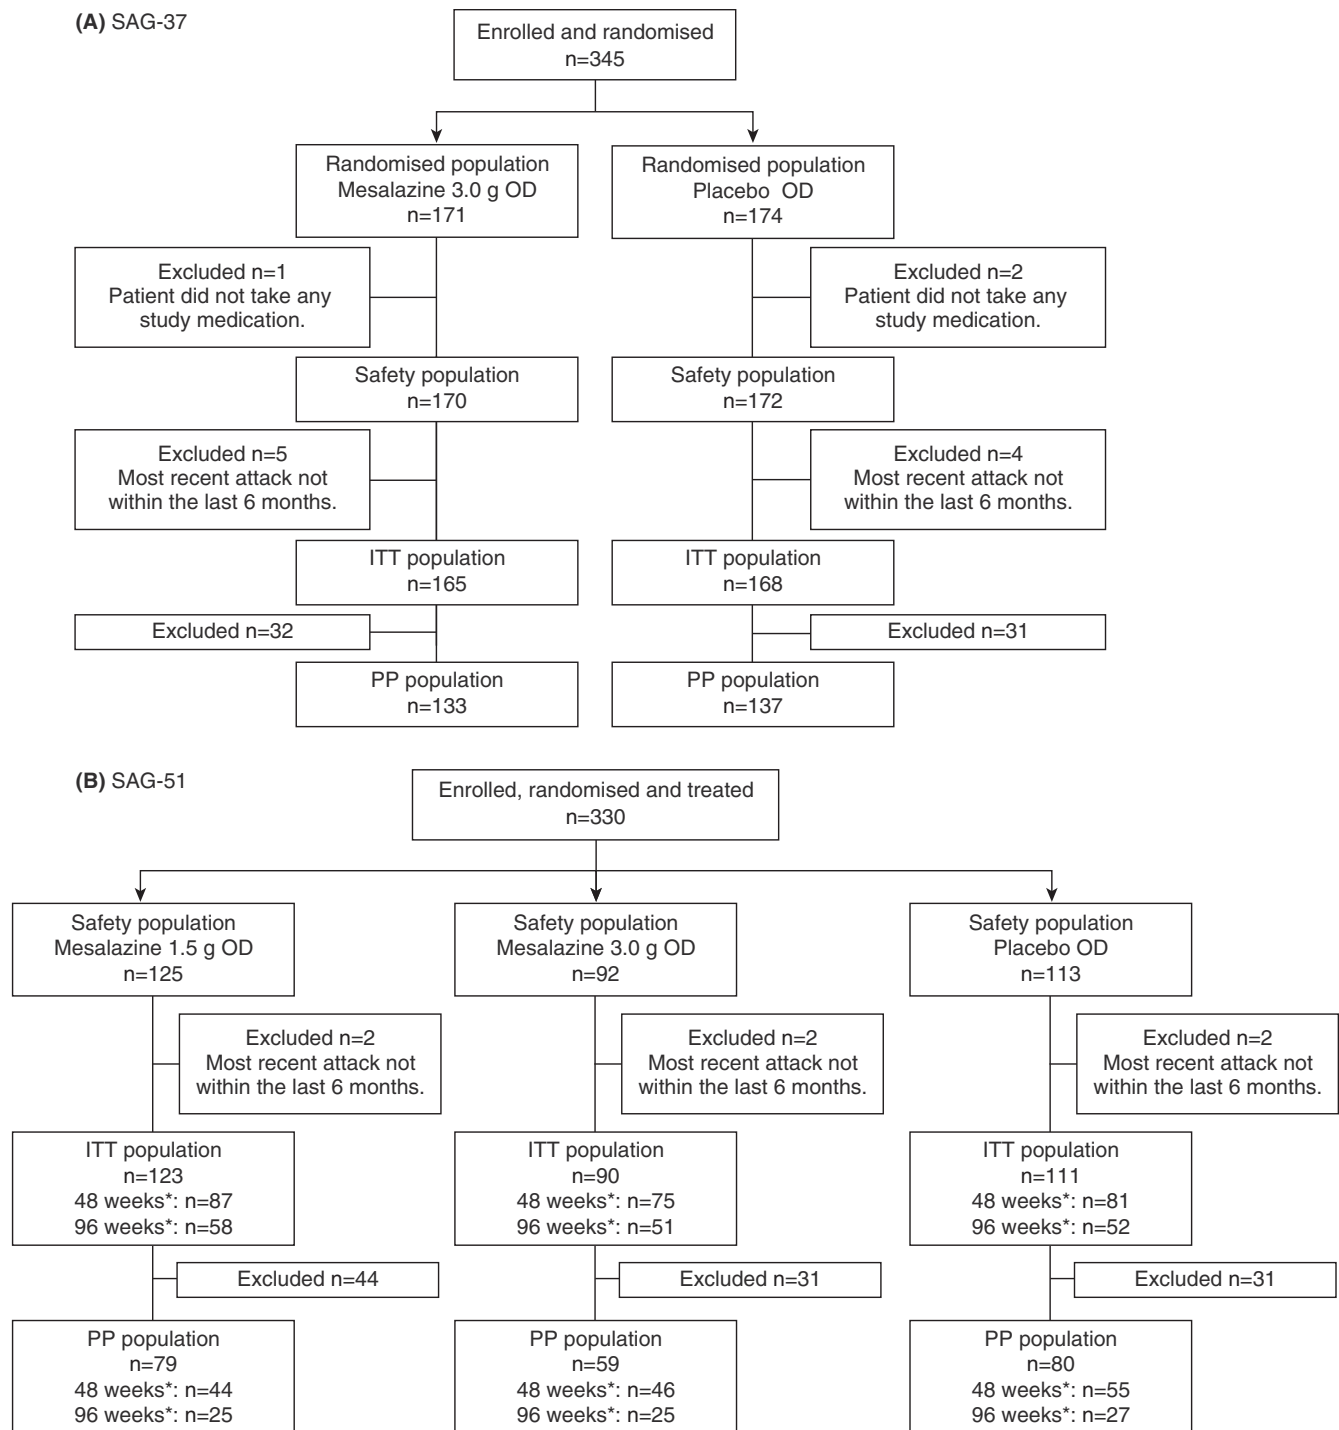 (A) SAG-37
Enrolled and randomised
n=345
Randomised population
Mesalazine 3.0 g OD
n=171
Randomised population
Placebo OD
n=174
Excluded n=1
Patient did not take any
study medication.
Excluded n=2
Patient did not take any
study medication.
Safety population
n=170
Safety population
n=172
Excluded n=5
Most recent attack not
within the last 6 months.
Excluded n=4
Most recent attack not
within the last 6 months.
ITT population
n=165
ITT population
n=168
Excluded n=32
Excluded n=31
PP population
n=133
PP population
n=137
(B) SAG-51
Enrolled, randomised and treated
n=330
Safety population
Mesalazine 1.5 g OD
n=125
Safety population
Mesalazine 3.0 g OD
n=92
Safety population
Placebo OD
n=113
Excluded n=2
Most recent attack not
within the last 6 months.
Excluded n=2
Most recent attack not
within the last 6 months.
Excluded n=2
Most recent attack not
within the last 6 months.
ITT population
n=123
48 weeks*: n=87
96 weeks*: n=58
ITT population
n=90
48 weeks*: n=75
96 weeks*: n=51
ITT population
n=111
48 weeks*: n=81
96 weeks*: n=52
Excluded n=44
Excluded n=31
Excluded n=31
PP population
n=79
48 weeks*: n=44
96 weeks*: n=25
PP population
n=59
48 weeks*: n=46
96 weeks*: n=25
PP population
n=80
48 weeks*: n=55
96 weeks*: n=27